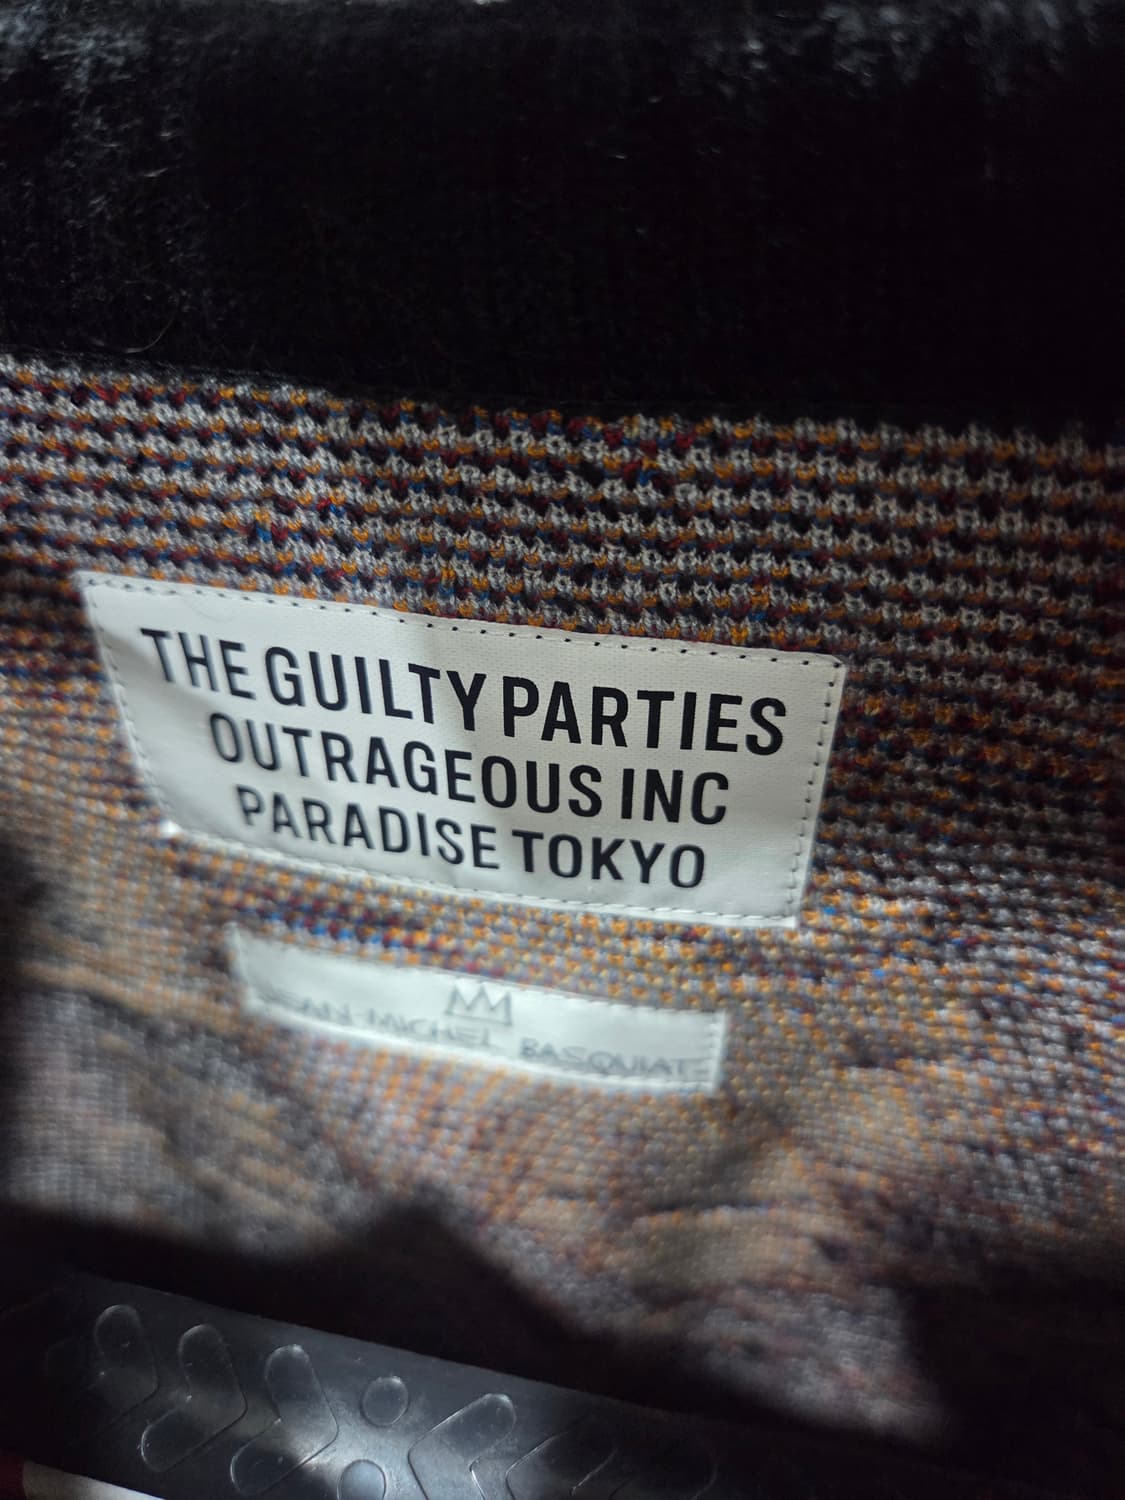 THE GUILTY PARTIES
OUTRAGEOUS INC
PARADISE TOKYO
JEAN-MICHEL BASQUIAT